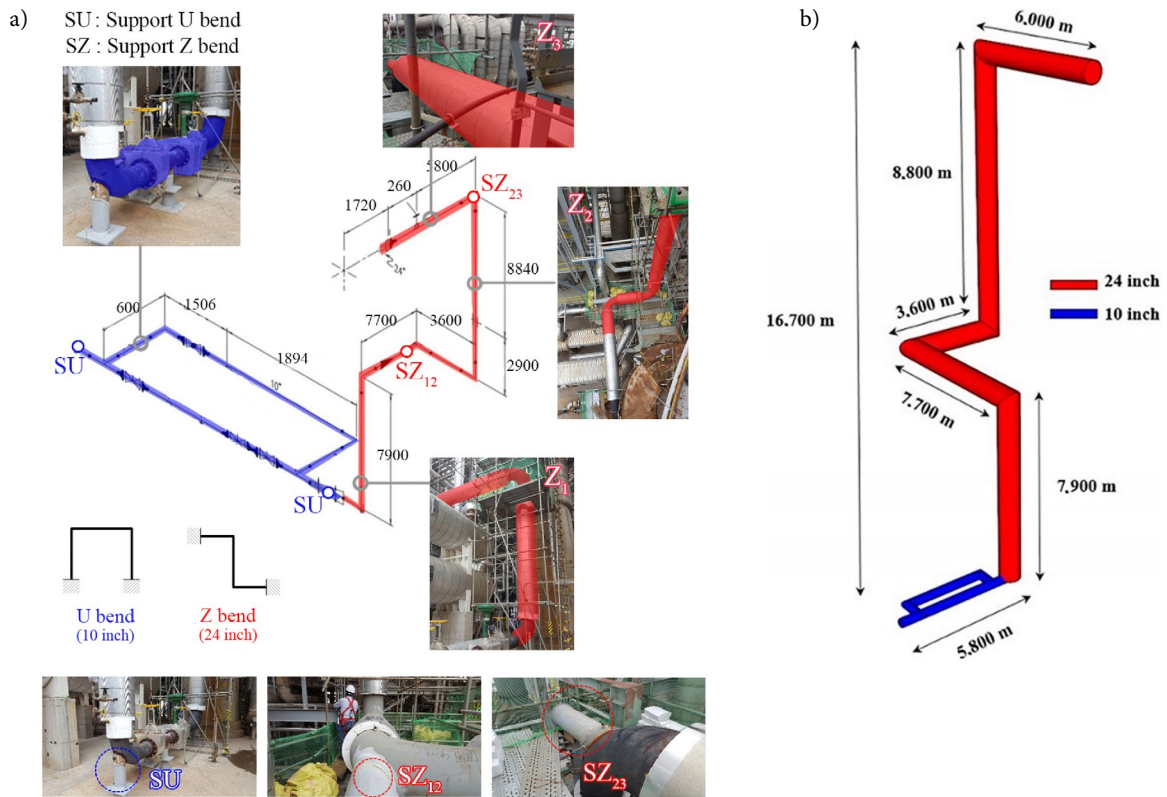 a)
SU : Support U bend
SZ : Support Z bend
Z3
5800
260
1720
SZ23
24"
8840
Z2
600
1506
7700
3600
SU
SZ12
1894
10"
2900
7900
Z1
SU
U bend
(10 inch)
Z bend
(24 inch)
SU
SZ12
SZ23
b)
6.000 m
8.800 m
24 inch
10 inch
3.600 m
16.700 m
7.700 m
7.900 m
5.800 m